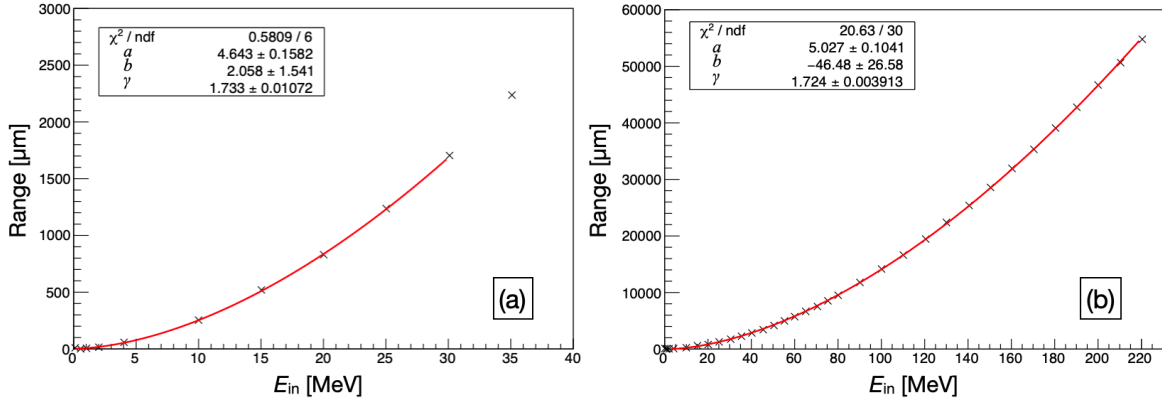 3000
2500
2000
1500
1000
500
0
Range [μm]
χ² / ndf 0.5809 / 6
a 4.643 ± 0.1582
b 2.058 ± 1.541
γ 1.733 ± 0.01072
(a)
0 5 10 15 20 25 30 35 40
E_in [MeV]
60000
50000
40000
30000
20000
10000
0
Range [μm]
χ² / ndf 20.63 / 30
a 5.027 ± 0.1041
b −46.48 ± 26.58
γ 1.724 ± 0.003913
(b)
0 20 40 60 80 100 120 140 160 180 200 220
E_in [MeV]